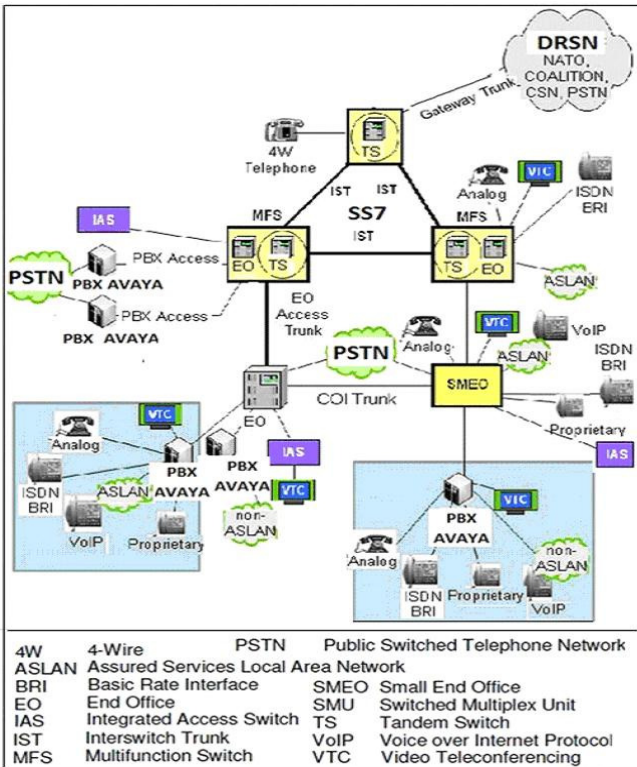 DRSN
NATO,
COALITION,
CSN, PSTN
Gateway Trunk
4W
Telephone
TS
IST
IST
SS7
IST
MFS
EO
TS
MFS
TS
EO
Analog
VTC
ISDN
BRI
ASLAN
IAS
PSTN
PBX Access
PBX AVAYA
PBX Access
PBX AVAYA
EO
Access
Trunk
PSTN
COI Trunk
EO
Analog
VTC
VoIP
ASLAN
ISDN
BRI
SMEO
Proprietary
IAS
VTC
Analog
ISDN
BRI
ASLAN
VoIP
PBX
AVAYA
Proprietary
PBX
AVAYA
non-
ASLAN
IAS
VTC
PBX
AVAYA
VTC
Analog
ISDN
BRI
Proprietary
non-
ASLAN
VoIP
4W 4-Wire PSTN Public Switched Telephone Network
ASLAN Assured Services Local Area Network
BRI Basic Rate Interface SMEO Small End Office
EO End Office SMU Switched Multiplex Unit
IAS Integrated Access Switch TS Tandem Switch
IST Interswitch Trunk VoIP Voice over Internet Protocol
MFS Multifunction Switch VTC Video Teleconferencing